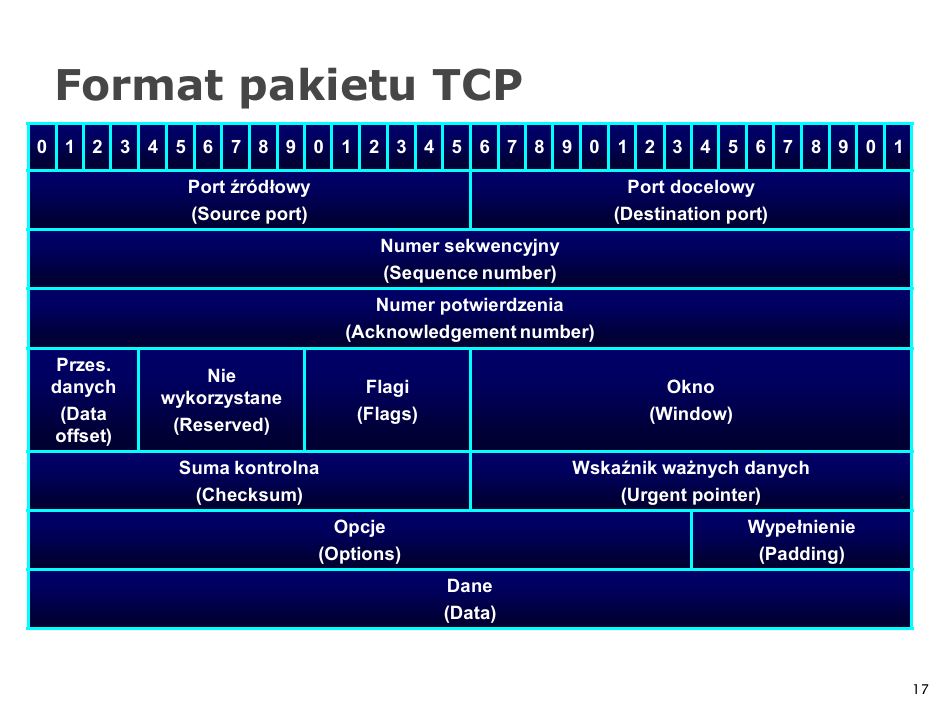 Format pakietu TCP
0 1 2 3 4 5 6 7 8 9 0 1 2 3 4 5 6 7 8 9 0 1 2 3 4 5 6 7 8 9 0 1
Port źródłowy
(Source port)
Port docelowy
(Destination port)
Numer sekwencyjny
(Sequence number)
Numer potwierdzenia
(Acknowledgement number)
Przes.
danych
(Data
offset)
Nie
wykorzystane
(Reserved)
Flagi
(Flags)
Okno
(Window)
Suma kontrolna
(Checksum)
Wskaźnik ważnych danych
(Urgent pointer)
Opcje
(Options)
Wypełnienie
(Padding)
Dane
(Data)
17